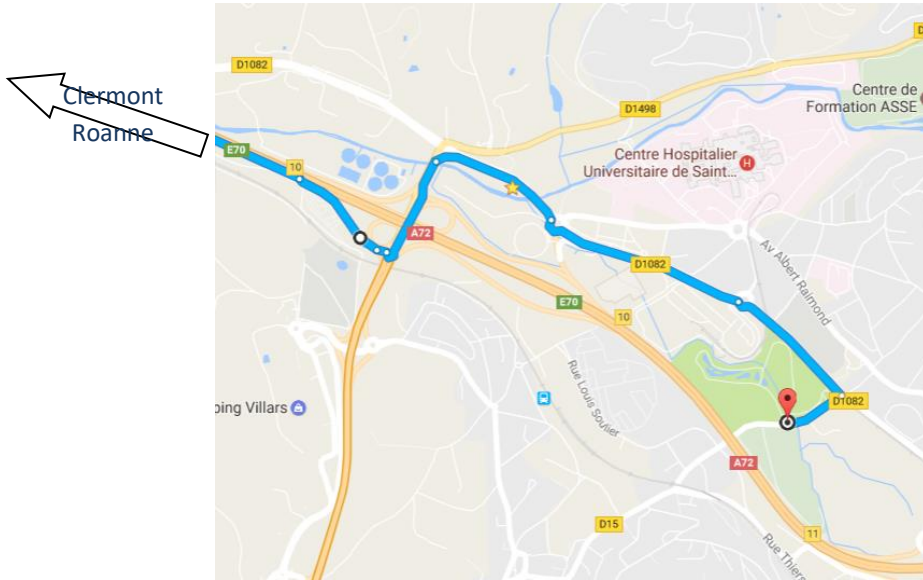 Clermont
Roanne
D1082
D1498
Centre de
Formation ASSE
Centre Hospitalier
Universitaire de Saint...
H
E70
10
A72
D1082
Av Albert Raimond
E70
10
Rue Louis Soulier
ping Villars
D1082
A72
D15
11
Rue Thiers